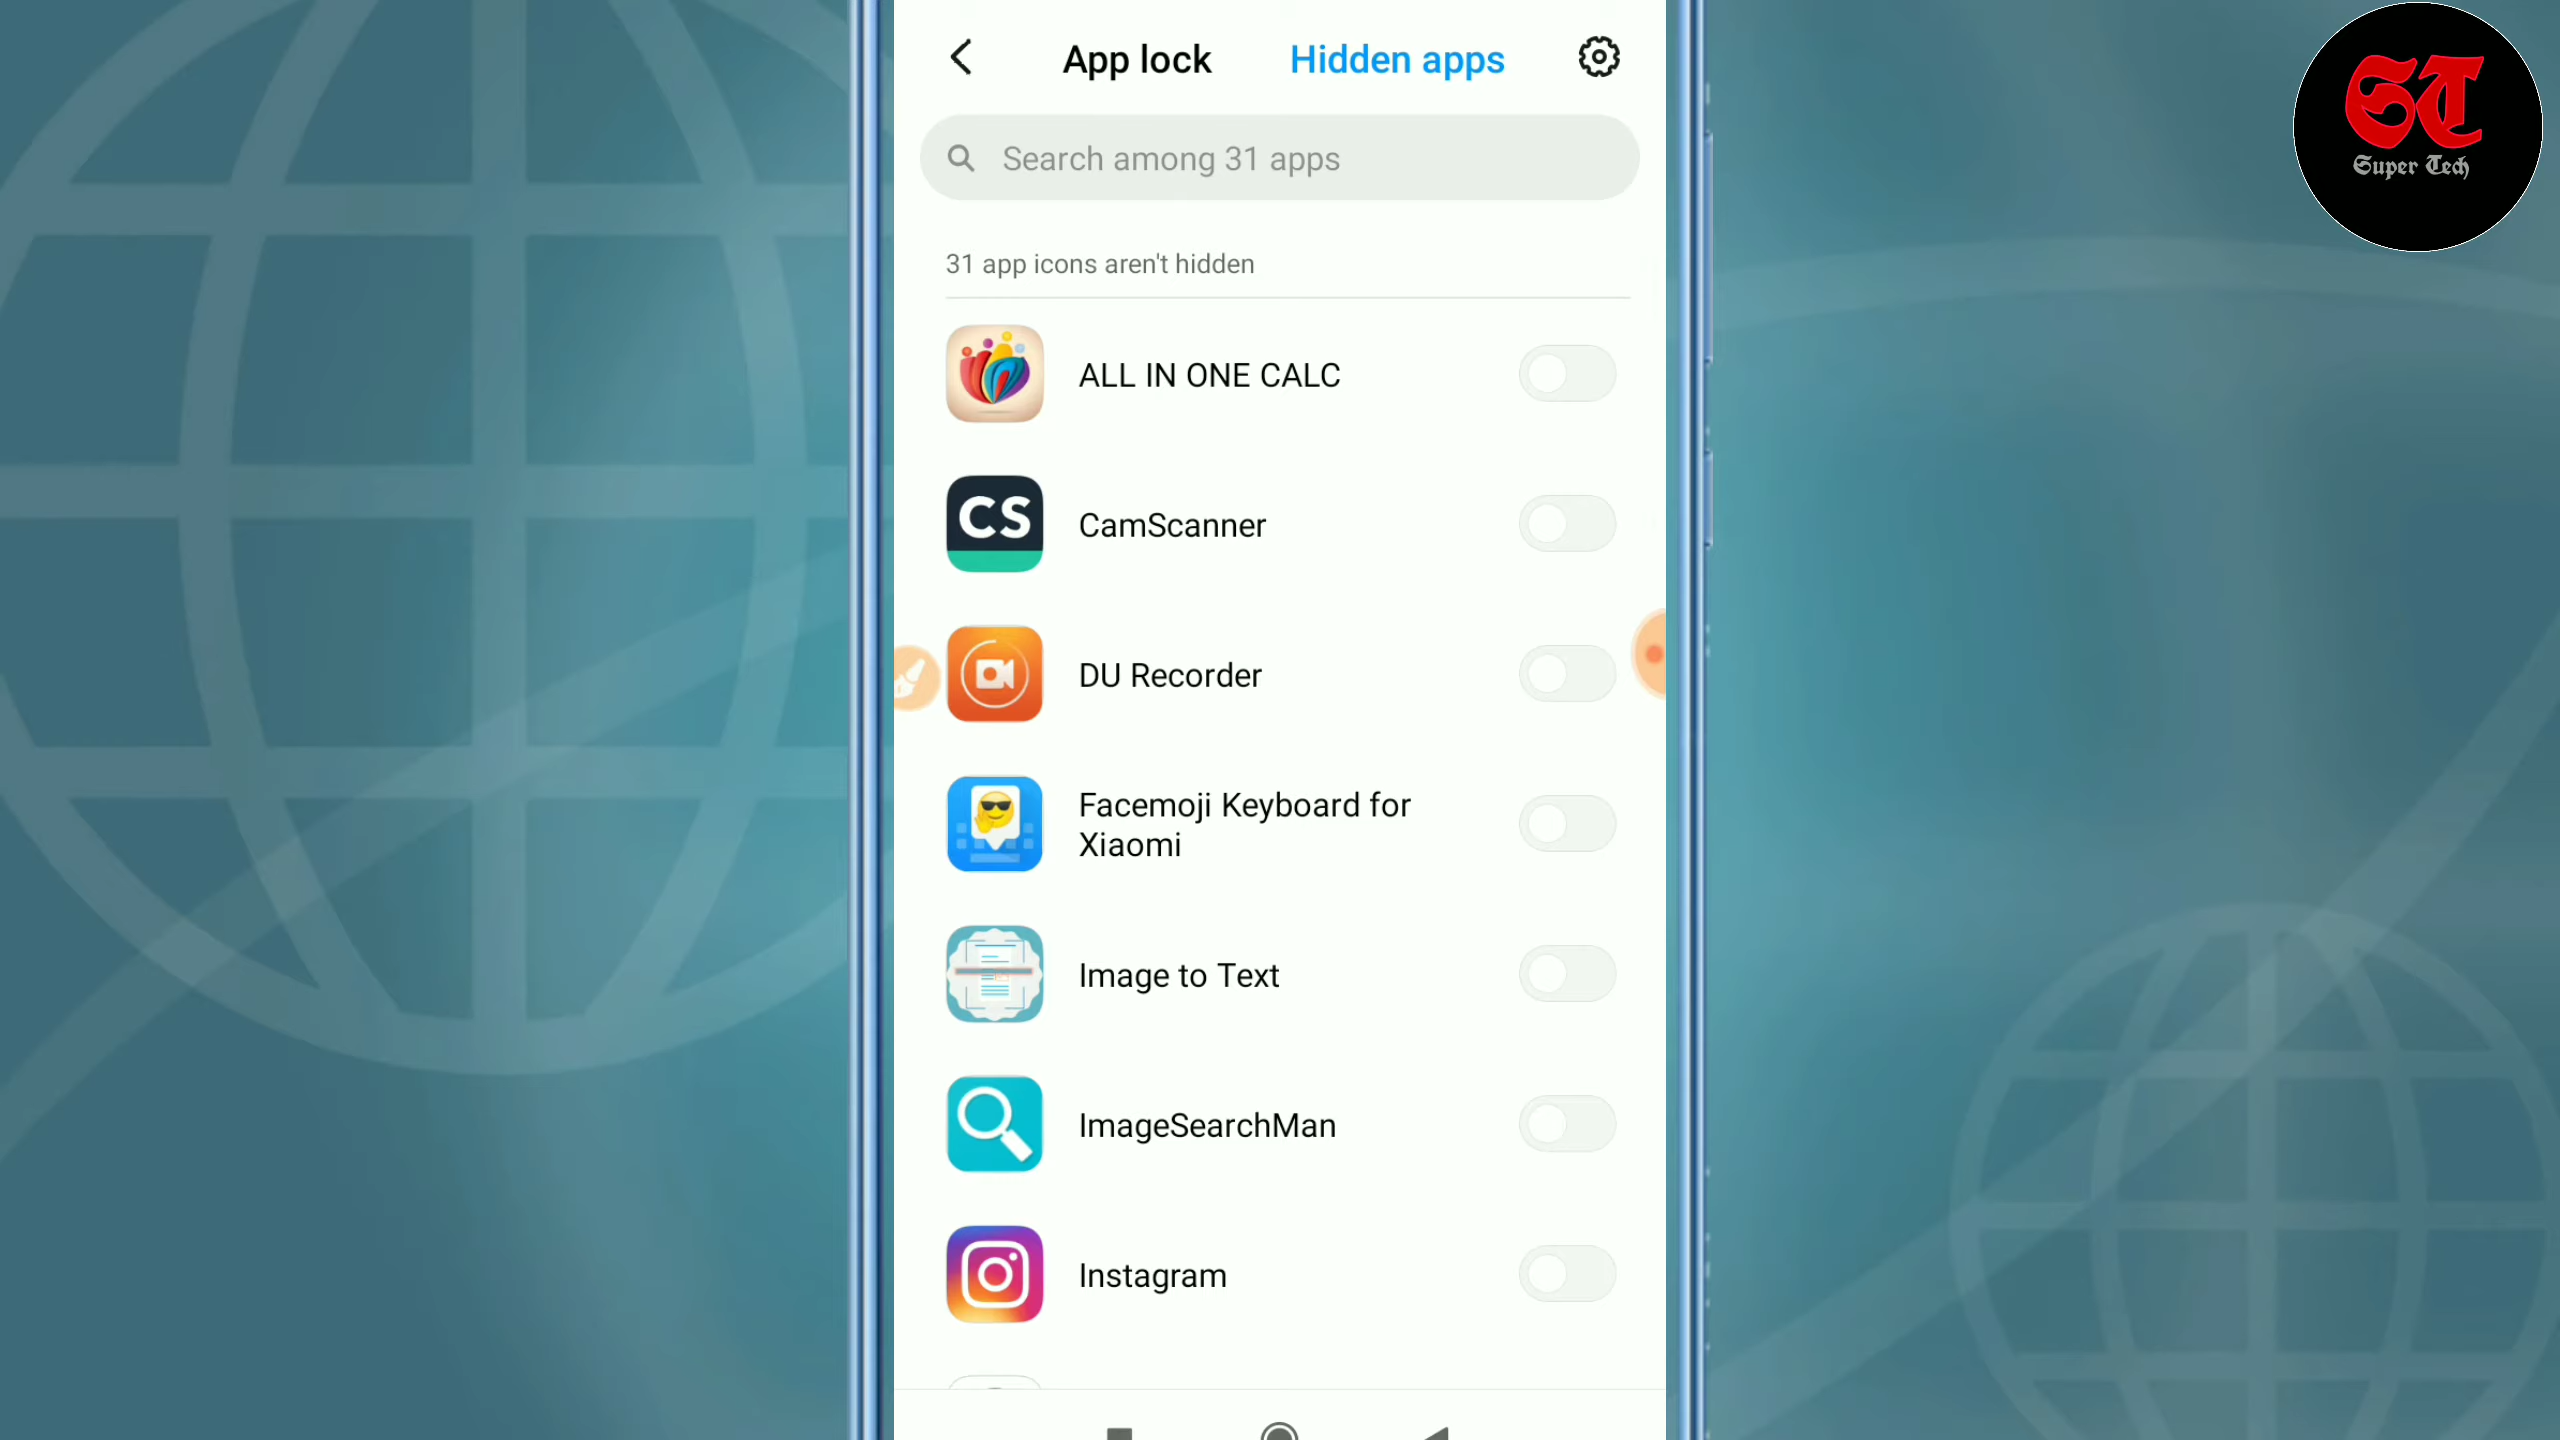 App lock
Hidden apps
Search among 31 apps
31 app icons aren't hidden
ALL IN ONE CALC
CS
CamScanner
DU Recorder
Facemoji Keyboard for
Xiaomi
Image to Text
ImageSearchMan
Instagram
ST
Super Tech